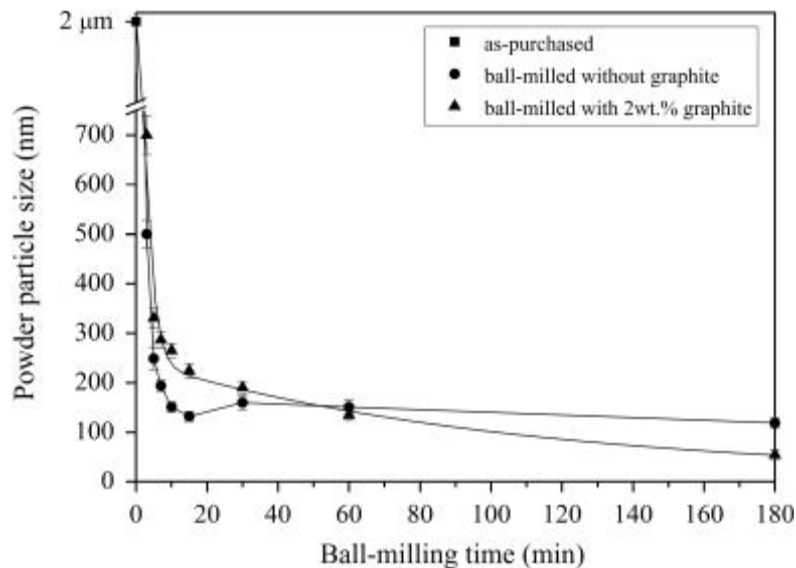 2 μm
700
600
500
400
300
200
100
0
Powder particle size (nm)
as-purchased
ball-milled without graphite
ball-milled with 2wt.% graphite
0 20 40 60 80 100 120 140 160 180
Ball-milling time (min)